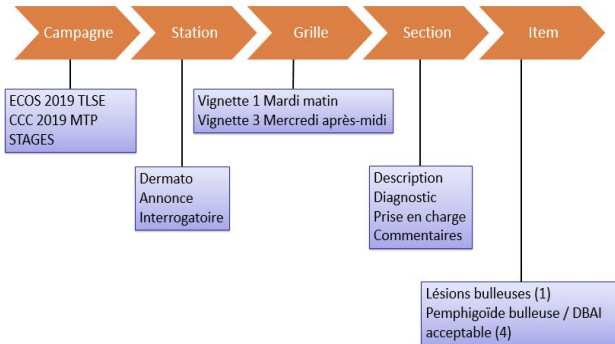 Campagne
Station
Grille
Section
Item
ECOS 2019 TLSE
CCC 2019 MTP
STAGES
Vignette 1 Mardi matin
Vignette 3 Mercredi après-midi
Dermato
Annonce
Interrogatoire
Description
Diagnostic
Prise en charge
Commentaires
Lésions bulleuses (1)
Pemphigoïde bulleuse / DBAI
acceptable (4)